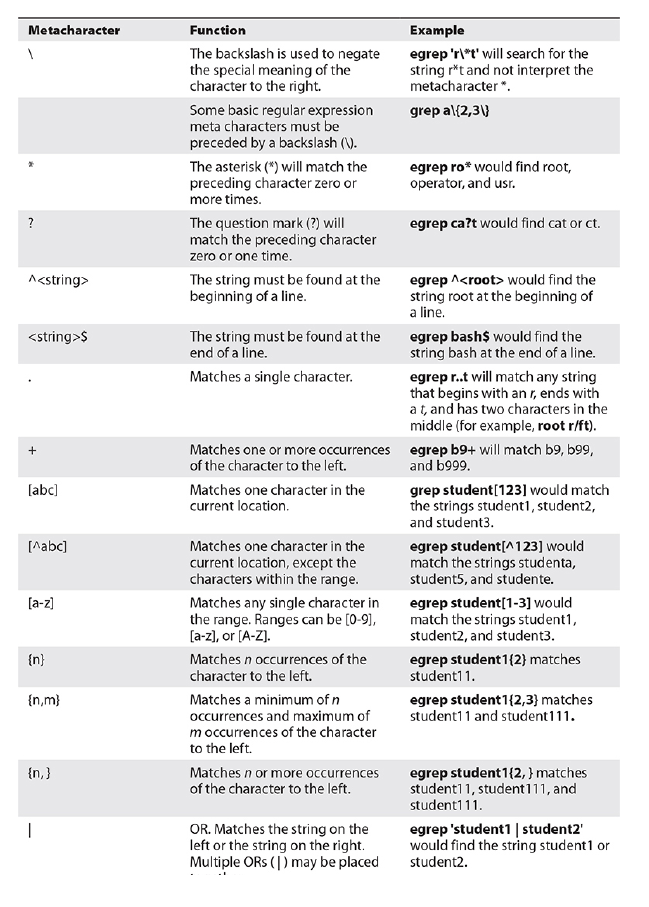 Metacharacter Function Example
\ The backslash is used to negate egrep 'r\*t' will search for the
the special meaning of the string r*t and not interpret the
character to the right. metacharacter *.
Some basic regular expression grep a\{2,3\}
meta characters must be
preceded by a backslash (\).
* The asterisk (*) will match the egrep ro* would find root,
preceding character zero or operator, and usr.
more times.
? The question mark (?) will egrep ca?t would find cat or ct.
match the preceding character
zero or one time.
^<string> The string must be found at the egrep ^<root> would find the
beginning of a line. string root at the beginning of
a line.
<string>$ The string must be found at the egrep bash$ would find the
end of a line. string bash at the end of a line.
. Matches a single character. egrep r..t will match any string
that begins with an r, ends with
a t, and has two characters in the
middle (for example, root r/ft).
+ Matches one or more occurrences egrep b9+ will match b9, b99,
of the character to the left. and b999.
[abc] Matches one character in the grep student[123] would match
current location. the strings student1, student2,
and student3.
[^abc] Matches one character in the egrep student[^123] would
current location, except the match the strings studenta,
characters within the range. student5, and studente.
[a-z] Matches any single character in egrep student[1-3] would
the range. Ranges can be [0-9], match the strings student1,
[a-z], or [A-Z]. student2, and student3.
{n} Matches n occurrences of the egrep student1{2} matches
character to the left. student11.
{n,m} Matches a minimum of n egrep student1{2,3} matches
occurrences and maximum of student11 and student111.
m occurrences of the character
to the left.
{n, } Matches n or more occurrences egrep student1{2, } matches
of the character to the left. student11, student111, and
student111.
| OR. Matches the string on the egrep 'student1 | student2'
left or the string on the right. would find the string student1 or
Multiple ORs ( | ) may be placed student2.